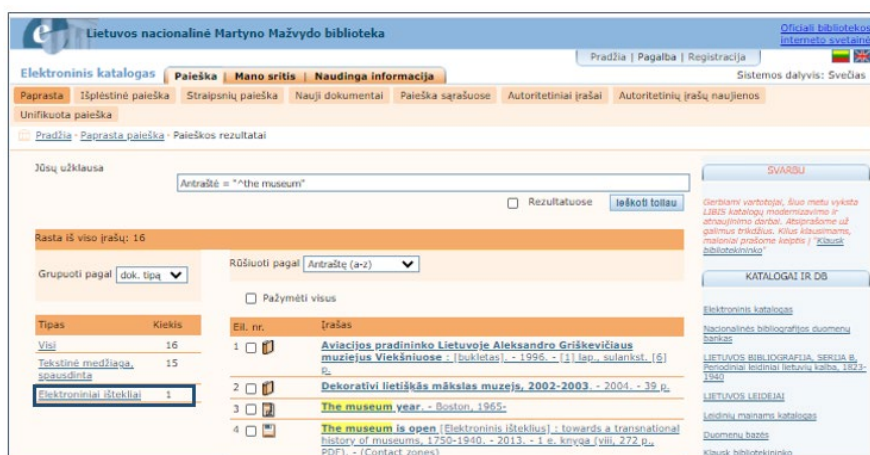 Lietuvos nacionalinė Martyno Mažvydo biblioteka
Oficiali bibliotekos
interneto svetainė
Pradžia | Pagalba | Registracija
Elektroninis katalogas
Paieška | Mano sritis | Naudinga informacija
Sistemos dalyvis: Svečias
Paprasta Išplėstinė paieška Straipsnių paieška Nauji dokumentai Paieška sąrašuose Autoritetiniai įrašai Autoritetinių įrašų naujienos
Unifikuota paieška
Pradžia - Paprasta paieška - Paieškos rezultatai
Jūsų užklausa
Antraštė = "^the museum"
Rezultatuose Ieškoti toliau
Rasta iš viso įrašų: 16
Grupuoti pagal dok. tipą
Rūšiuoti pagal Antraštę (a-z)
Pažymėti visus
Tipas Kiekis
Visi 16
Tekstinė medžiaga, spausdinta 15
Elektroniniai ištekliai 1
Eil. nr. Įrašas
1 Aviacijos pradininko Lietuvoje Aleksandro Griškevičiaus
muziejus Viekšniuose : [bukletas]. - 1996. - [1] lap., sulankst. [6]
p.
2 Dekoratīvi lietišķās mākslas muzejs, 2002-2003. - 2004. - 39 p.
3 The museum year. - Boston, 1965-
4 The museum is open [Elektroninis išteklius] : towards a transnational
history of museums, 1750-1940. - 2013. - 1 e. knyga (viii, 272 p.,
PDF). - (Contact zones)
SVARBU
Gerbiami vartotojai, šiuo metu vyksta
LIBIS katalogų modernizavimo ir
atnaujinimo darbai. Atsiprašome už
galimus trikdžius. Kilus klausimams,
maloniai prašome kreiptis į "Klausk
bibliotekininko"
KATALOGAI IR DB
Elektroninis katalogas
Nacionalinės bibliografijos duomenų
bankas
LIETUVOS BIBLIOGRAFIJA, SERIJA B.
Periodiniai leidiniai lietuvių kalba, 1823-
1940
LIETUVOS LEIDĖJAI
Leidinių mainams katalogas
Duomenų bazės
Klausk bibliotekininko